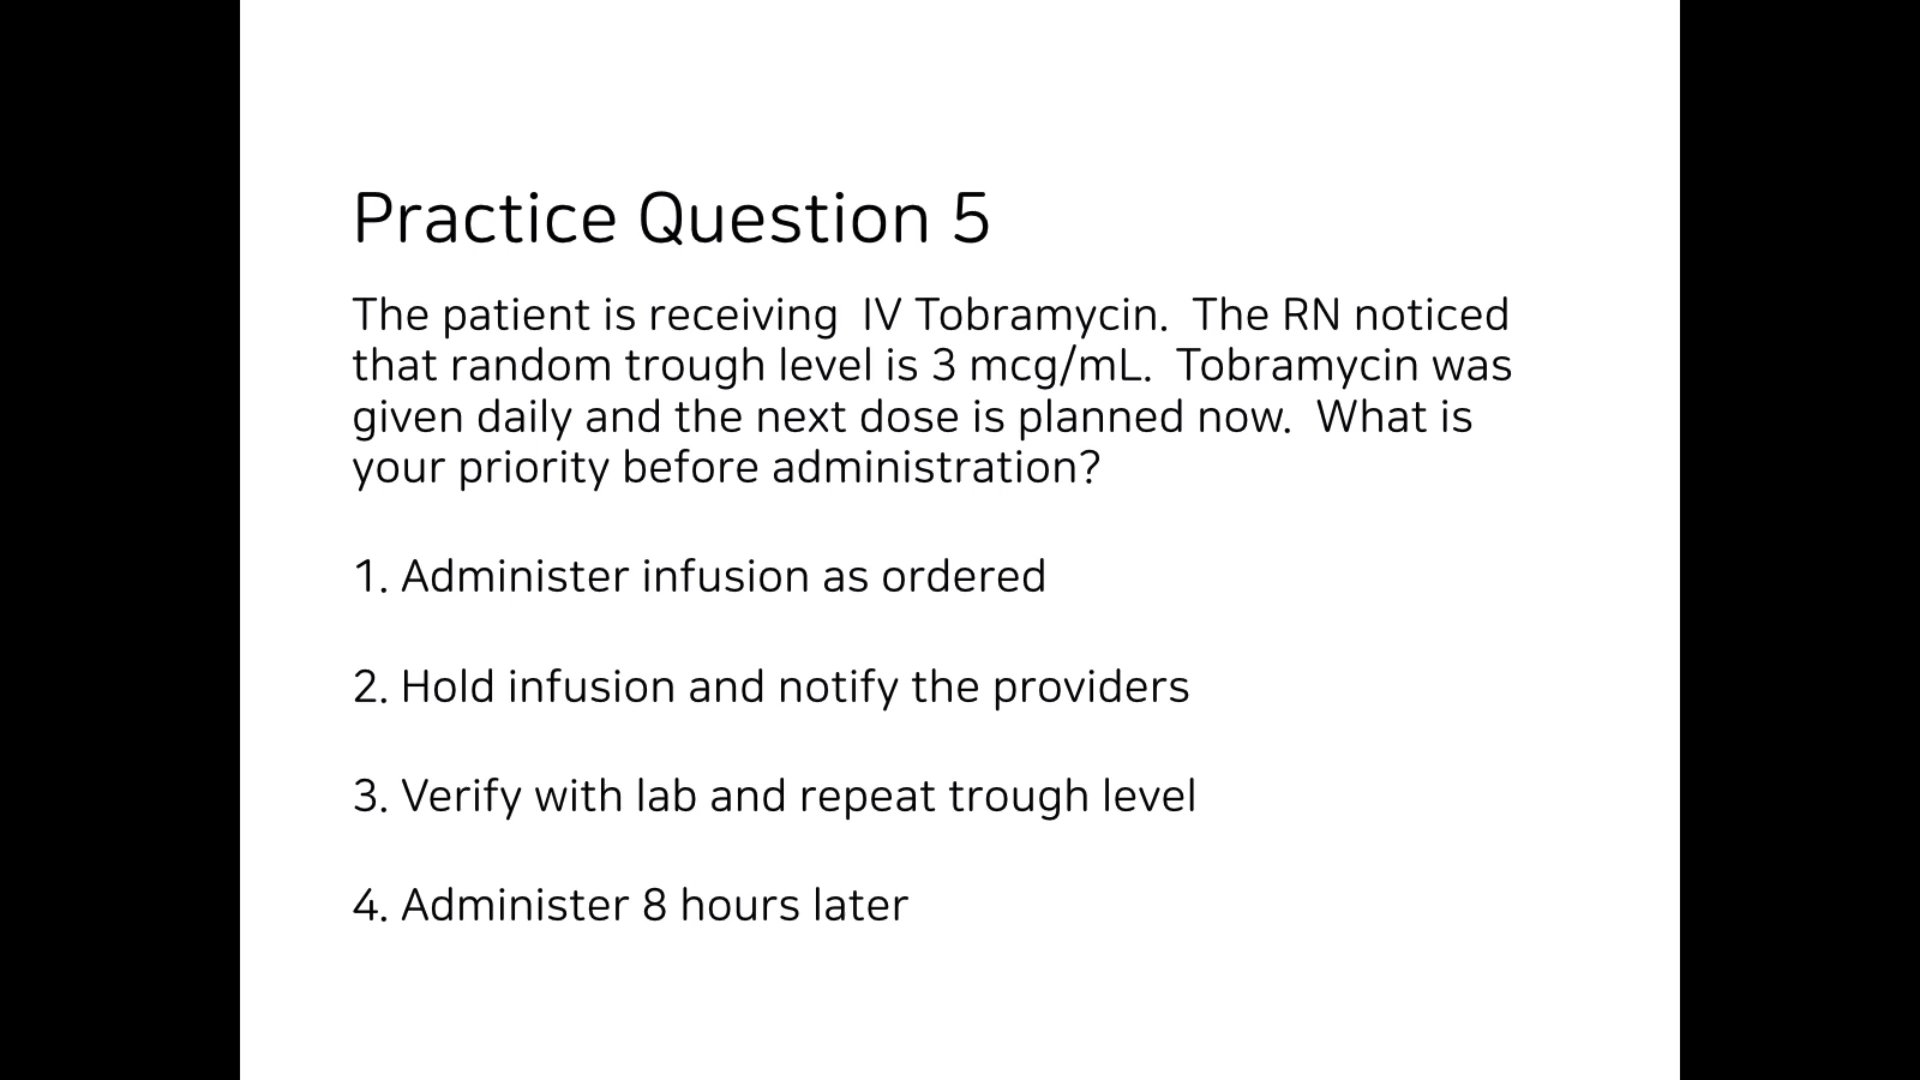 Practice Question 5
The patient is receiving  IV Tobramycin.  The RN noticed
that random trough level is 3 mcg/mL.  Tobramycin was
given daily and the next dose is planned now.  What is
your priority before administration?
1. Administer infusion as ordered
2. Hold infusion and notify the providers
3. Verify with lab and repeat trough level
4. Administer 8 hours later